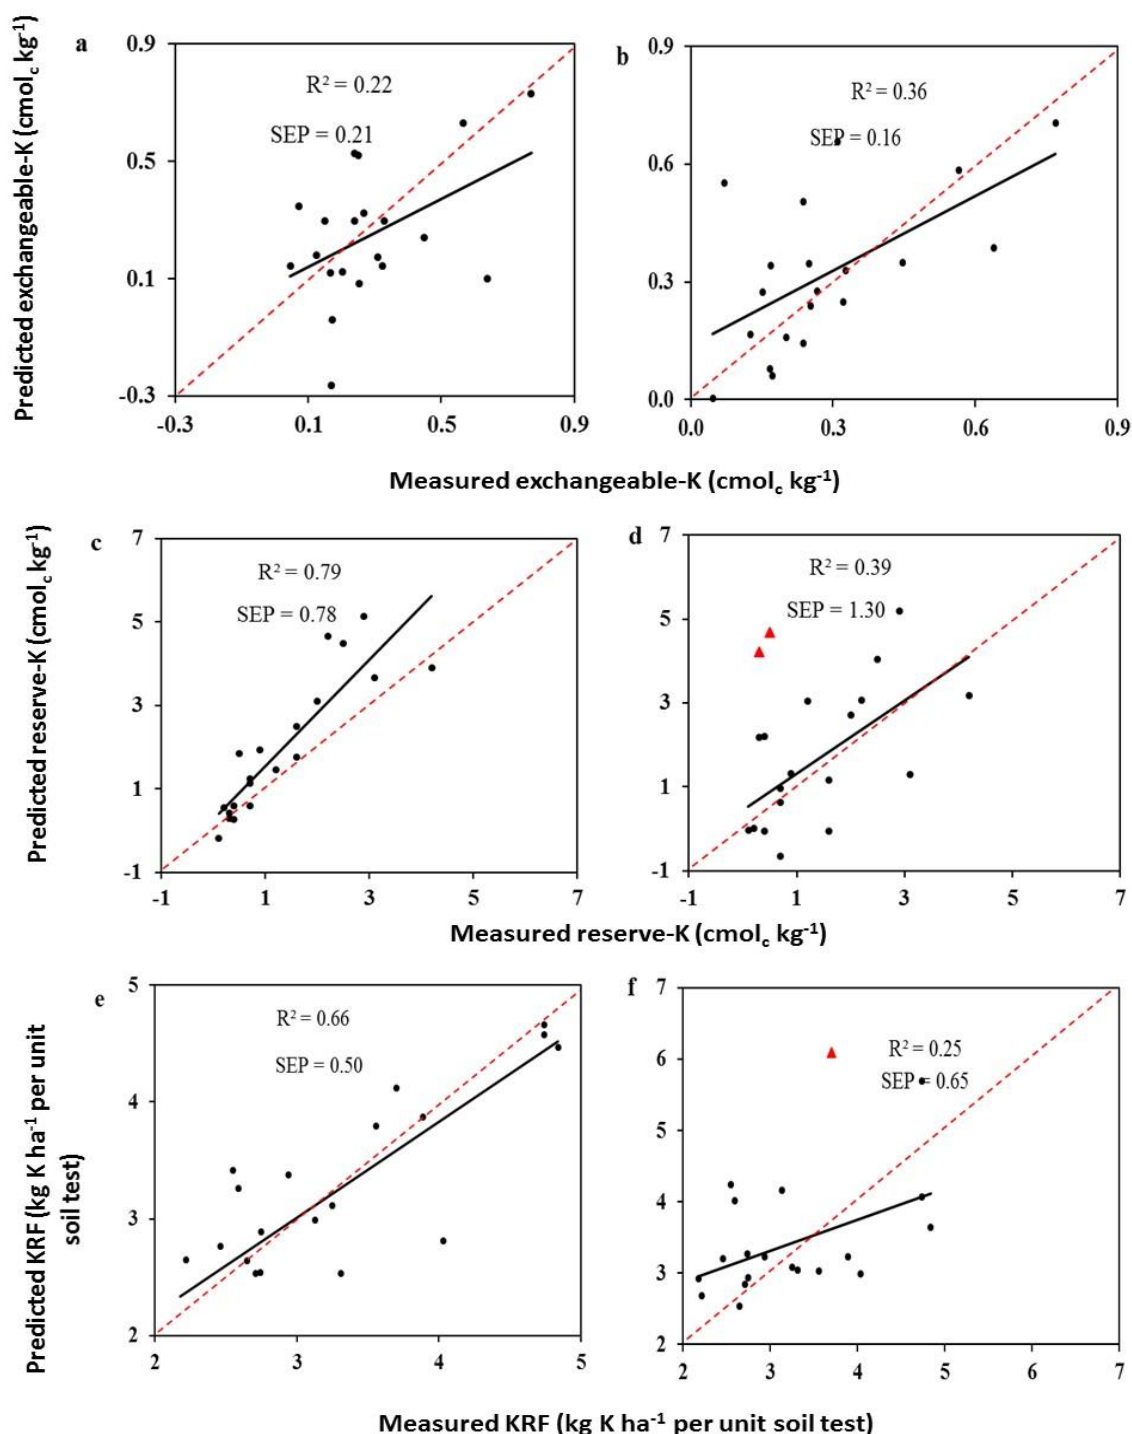 a
0.9
0.5
0.1
-0.3
-0.3 0.1 0.5 0.9
R² = 0.22
SEP = 0.21
Predicted exchangeable-K (cmol_c kg⁻¹)
b
0.9
0.6
0.3
0.0
0.0 0.3 0.6 0.9
R² = 0.36
SEP = 0.16
Measured exchangeable-K (cmol_c kg⁻¹)
c
7
5
3
1
-1
-1 1 3 5 7
R² = 0.79
SEP = 0.78
Predicted reserve-K (cmol_c kg⁻¹)
d
7
5
3
1
-1
-1 1 3 5 7
R² = 0.39
SEP = 1.30
Measured reserve-K (cmol_c kg⁻¹)
e
5
4
3
2
2 3 4 5
R² = 0.66
SEP = 0.50
Predicted KRF (kg K ha⁻¹ per unit
soil test)
f
7
6
5
4
3
2
2 3 4 5 6 7
R² = 0.25
SEP = 0.65
Measured KRF (kg K ha⁻¹ per unit soil test)